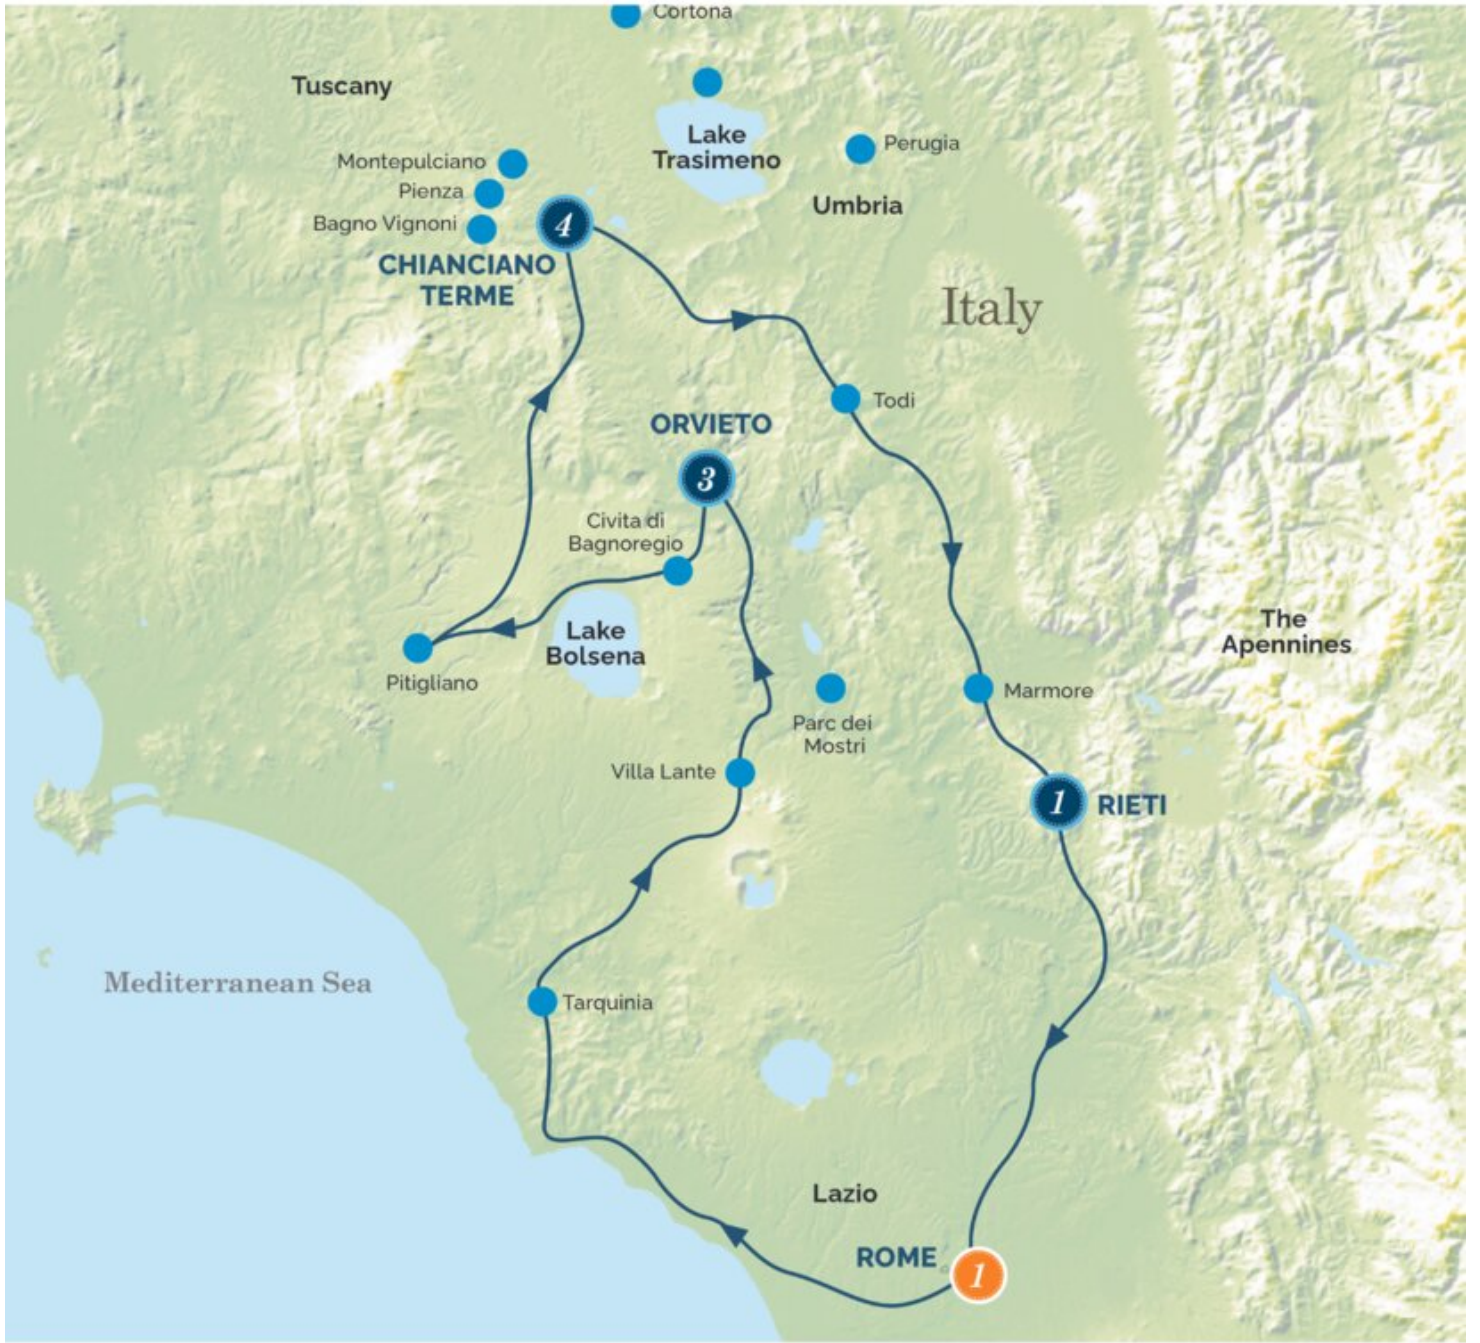 Cortona
Tuscany
Lake
Trasimeno
Perugia
Montepulciano
Pienza
Umbria
Bagno Vignoni
4
CHIANCIANO
TERME
Italy
Todi
ORVIETO
3
Civita di
Bagnoregio
Lake
Bolsena
The
Apennines
Pitigliano
Marmore
Parc dei
Mostri
Villa Lante
1
RIETI
Mediterranean Sea
Tarquinia
Lazio
ROME
1